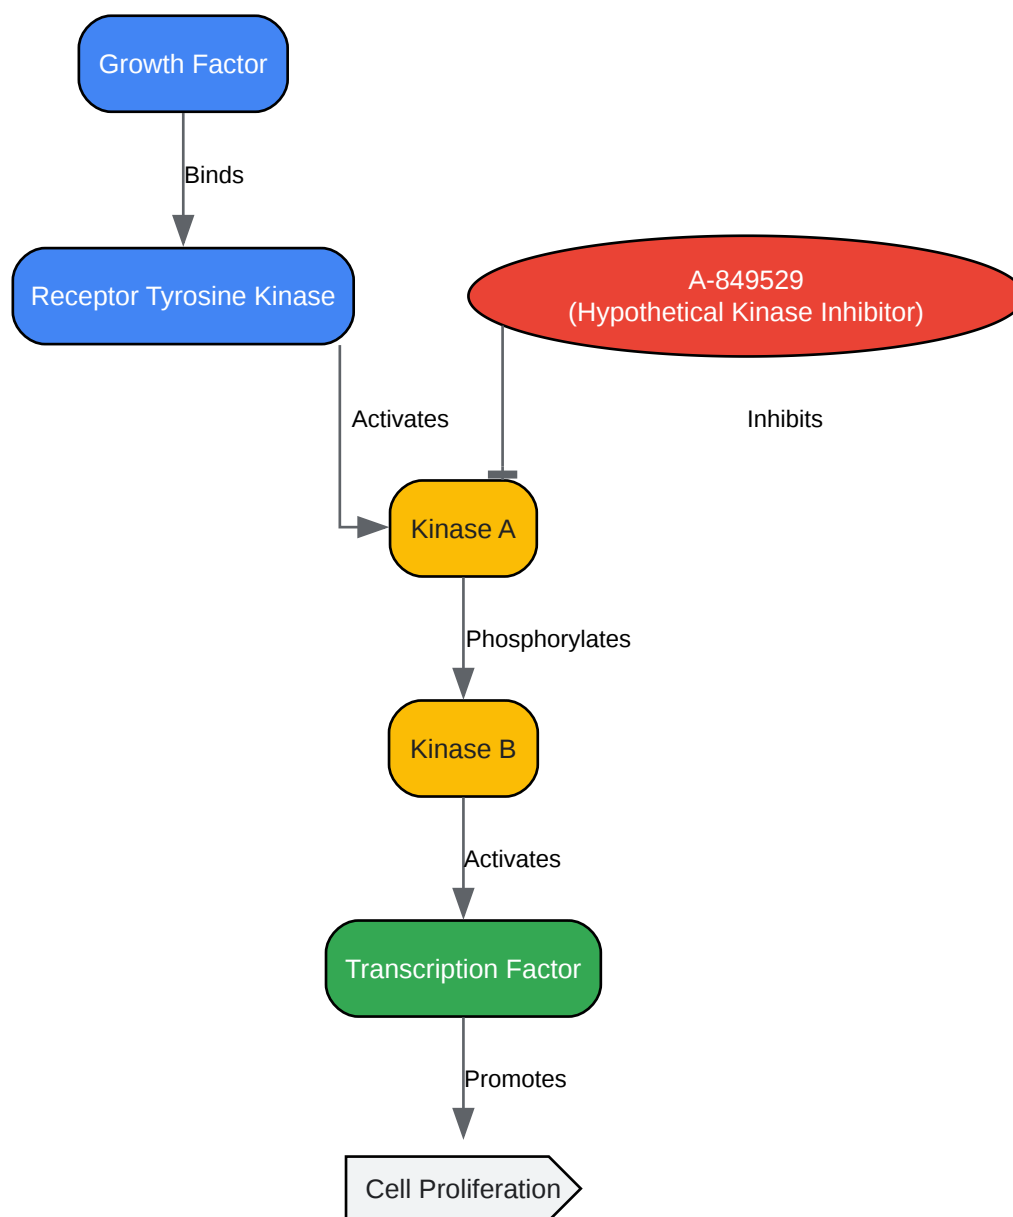 Growth Factor
Binds
Receptor Tyrosine Kinase
A-849529
(Hypothetical Kinase Inhibitor)
Activates
Inhibits
Kinase A
Phosphorylates
Kinase B
Activates
Transcription Factor
Promotes
Cell Proliferation